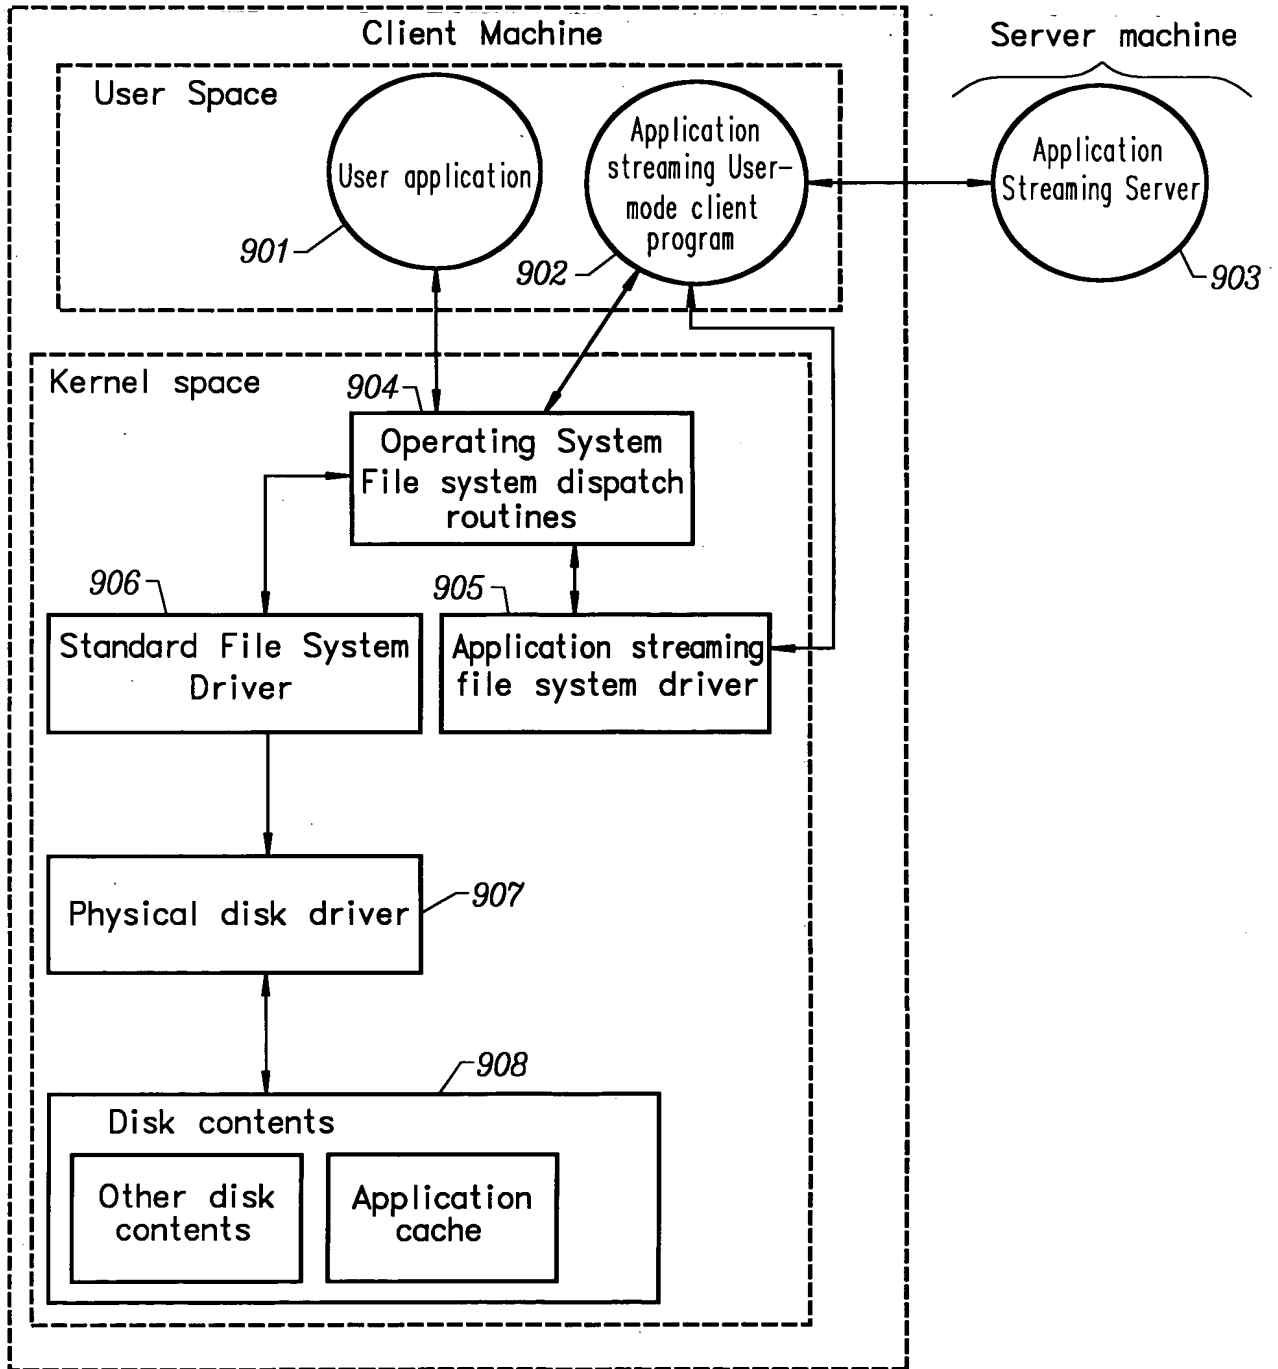 Client Machine
Server machine
User Space
User application
901
Application
streaming User-
mode client
program
902
Application
Streaming Server
903
Kernel space
904
Operating System
File system dispatch
routines
906
Standard File System
Driver
905
Application streaming
file system driver
Physical disk driver
907
908
Disk contents
Other disk
contents
Application
cache